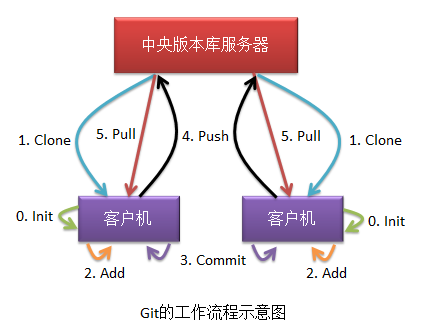 中央版本库服务器
1. Clone
5. Pull
4. Push
5. Pull
1. Clone
0. Init
客户机
客户机
0. Init
2. Add
3. Commit
2. Add
Git的工作流程示意图